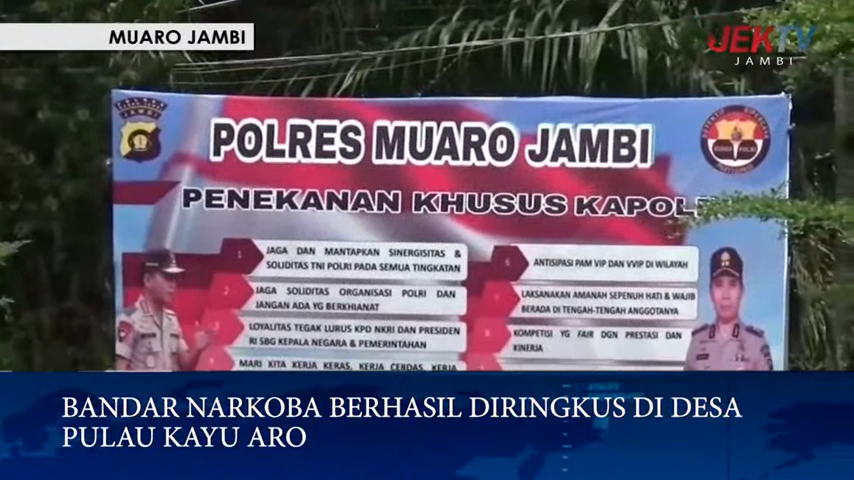 MUARO JAMBI
JEKTV
JAMBI
JAMBI
POLRES MUARO JAMBI
PENEKANAN KHUSUS
1 JAGA DAN MANTAPKAN SINERGISITAS &
SOLIDITAS TNI POLRI PADA SEMUA TINGKATAN
2 JAGA SOLIDITAS ORGANISASI POLRI DAN
JANGAN ADA YG BERKHIANAT
LOYALITAS TEGAK LURUS KPD NKRI DAN PRESIDEN
RI SBG KEPALA NEGARA & PEMERINTAHAN
MARI KITA KERJA KERAS, KERJA CERDAS, KERJA
6 ANTISIPASI PAM VIP DAN VVIP DI WILAYAH
7 LAKSANAKAN AMANAH SEPENUH HATI & WAJIB
BERADA DI TENGAH-TENGAH ANGGOTANYA
KOMPETISI YG FAIR DGN PRESTASI DAN
KINERJA
BANDAR NARKOBA BERHASIL DIRINGKUS DI DESA
PULAU KAYU ARO